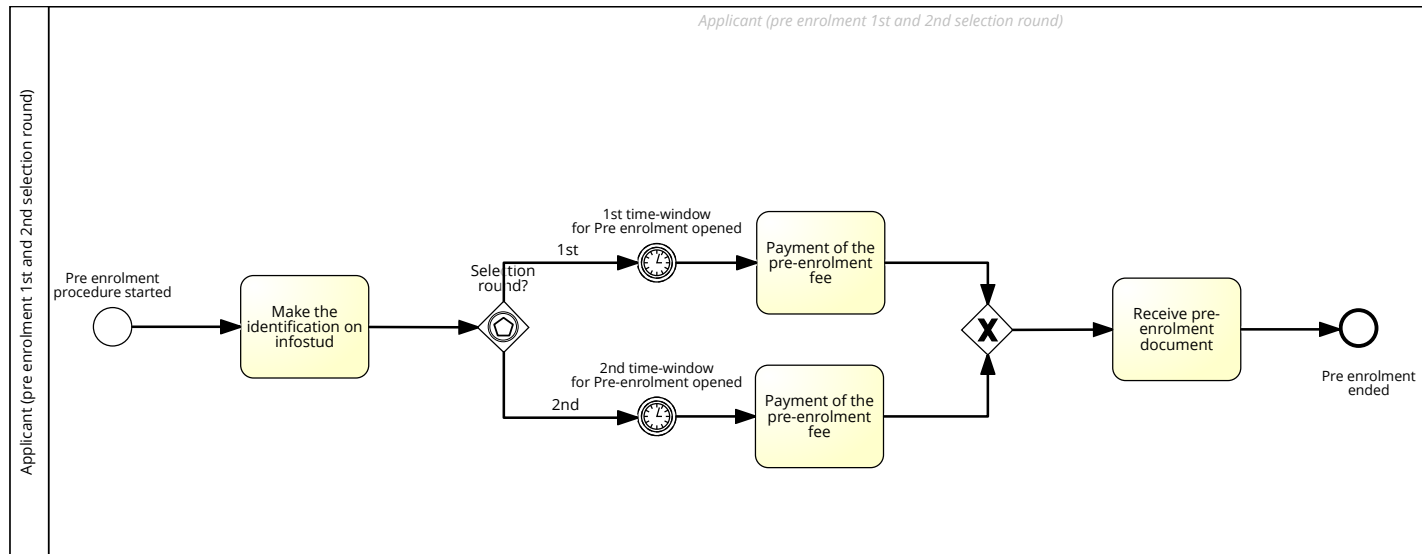 Applicant (pre enrolment 1st and 2nd selection round)
Applicant (pre enrolment 1st and 2nd selection round)
Pre enrolment
procedure started
Make the
identification on
infostud
Selection
round?
1st
1st time-window
for Pre enrolment opened
Payment of the
pre-enrolment
fee
2nd
2nd time-window
for Pre-enrolment opened
Payment of the
pre-enrolment
fee
X
Receive pre-
enrolment
document
Pre enrolment
ended